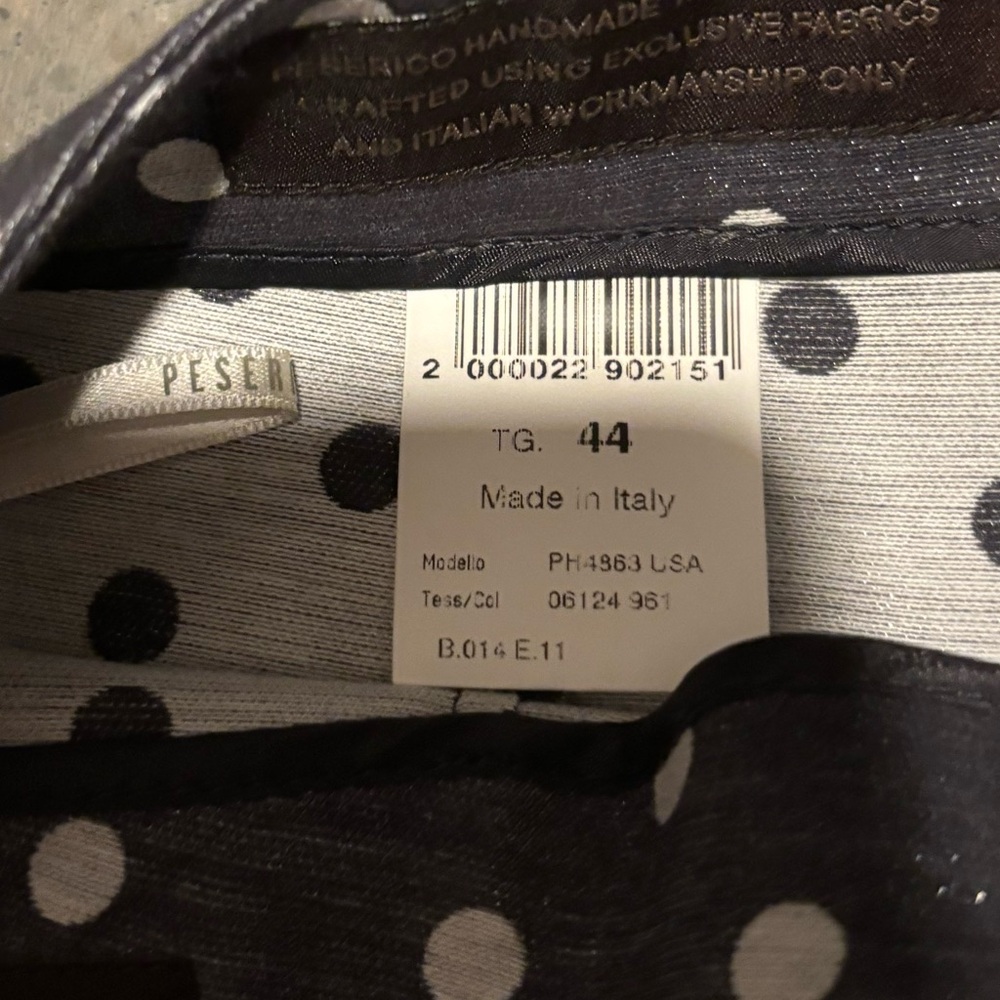 HANDMADE
CRAFTED USING EXCLUSIVE FABRICS
AND ITALIAN WORKMANSHIP ONLY
PESER
2 000022 902151
TG. 44
Made in Italy
Modello PH4863 USA
Tess/Col 06124 961
B.014 E.11